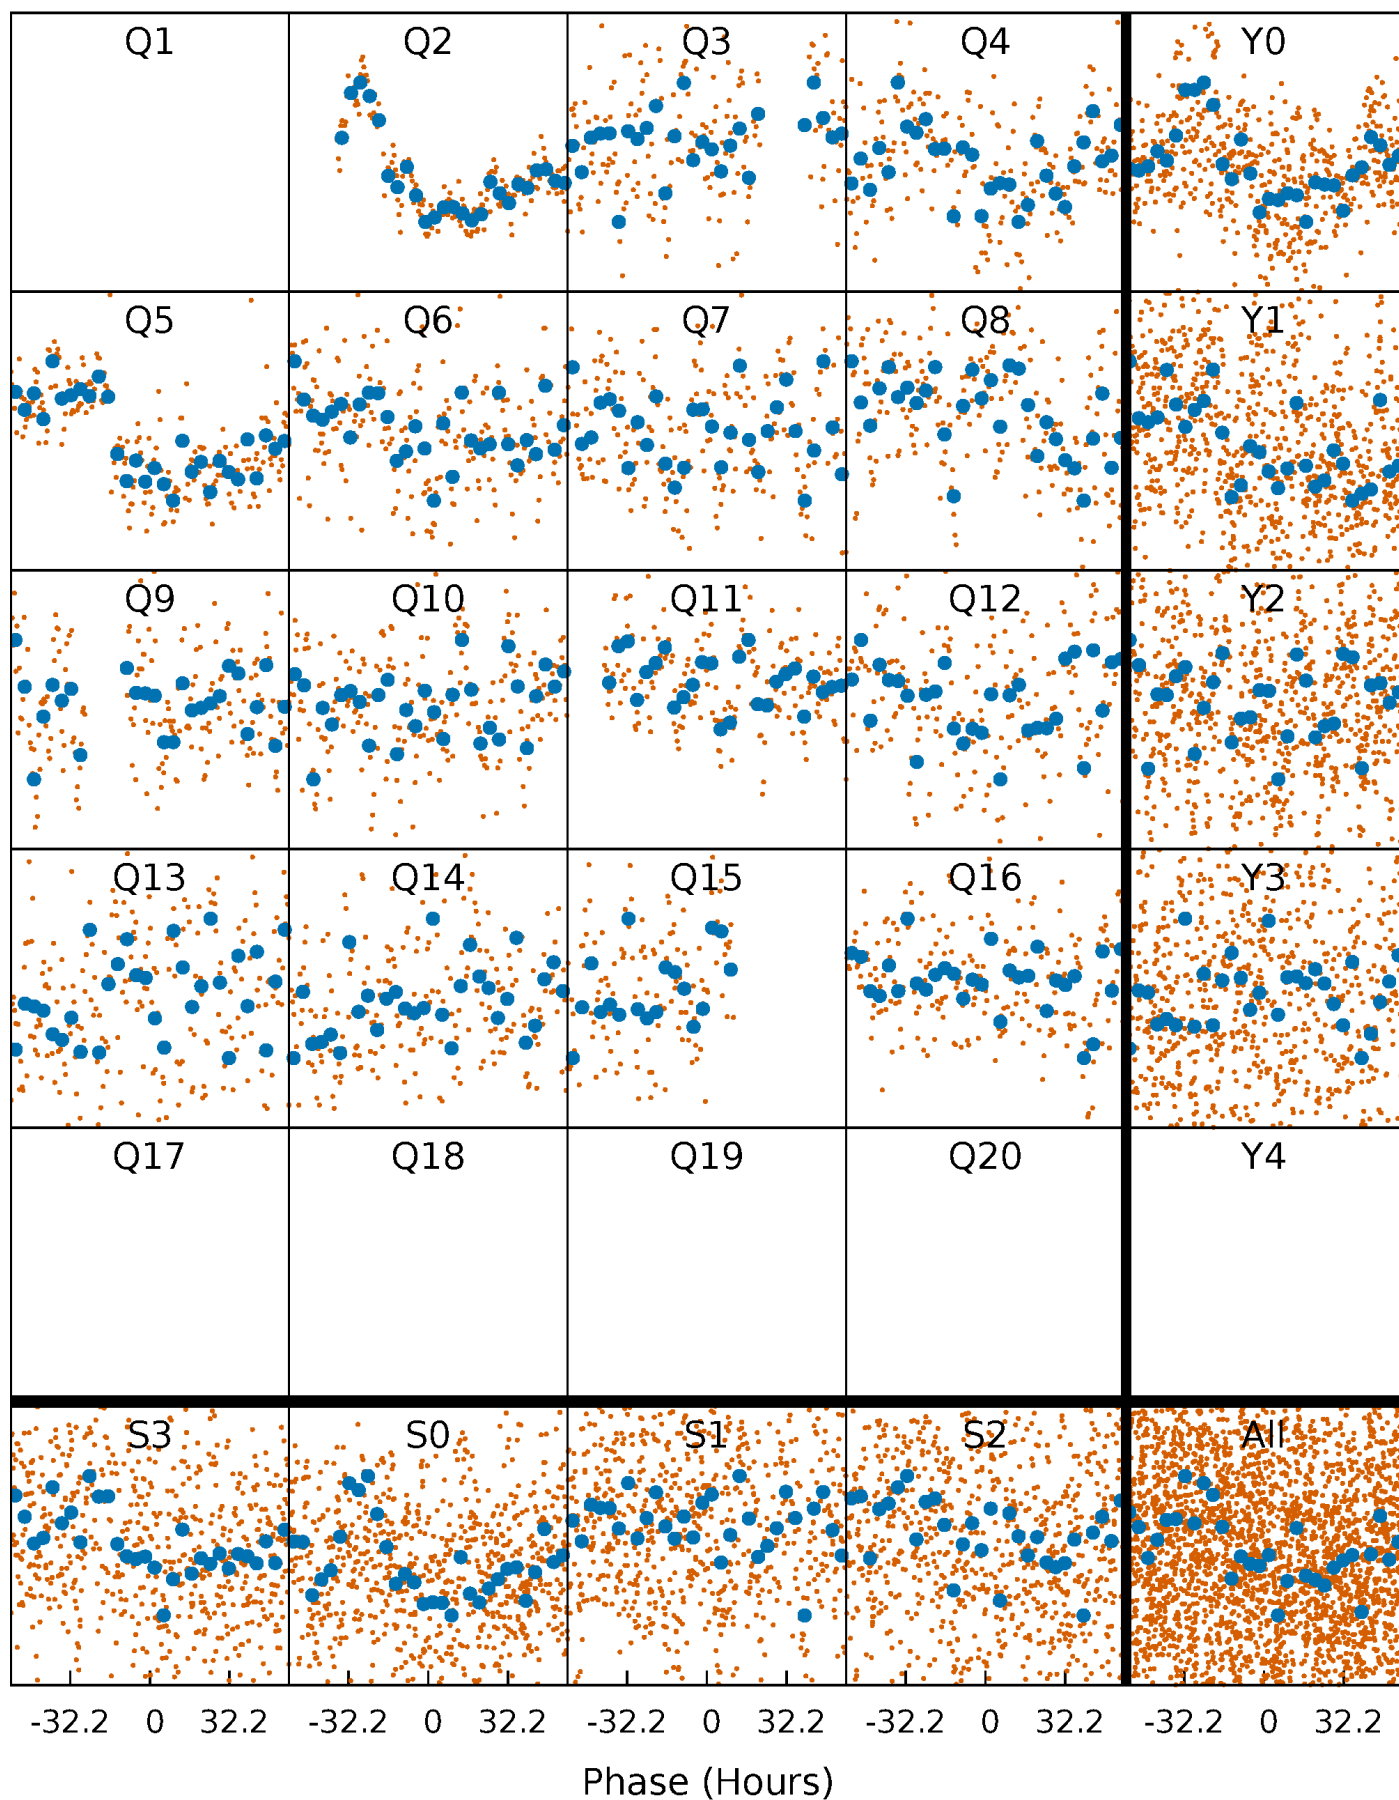 Q1 Q2 Q3 Q4 Y0
Q5 Q6 Q7 Q8 Y1
Q9 Q10 Q11 Q12 Y2
Q13 Q14 Q15 Q16 Y3
Q17 Q18 Q19 Q20 Y4
S3 S0 S1 S2 All
-32.2 0 32.2 -32.2 0 32.2 -32.2 0 32.2 -32.2 0 32.2 -32.2 0 32.2
Phase (Hours)